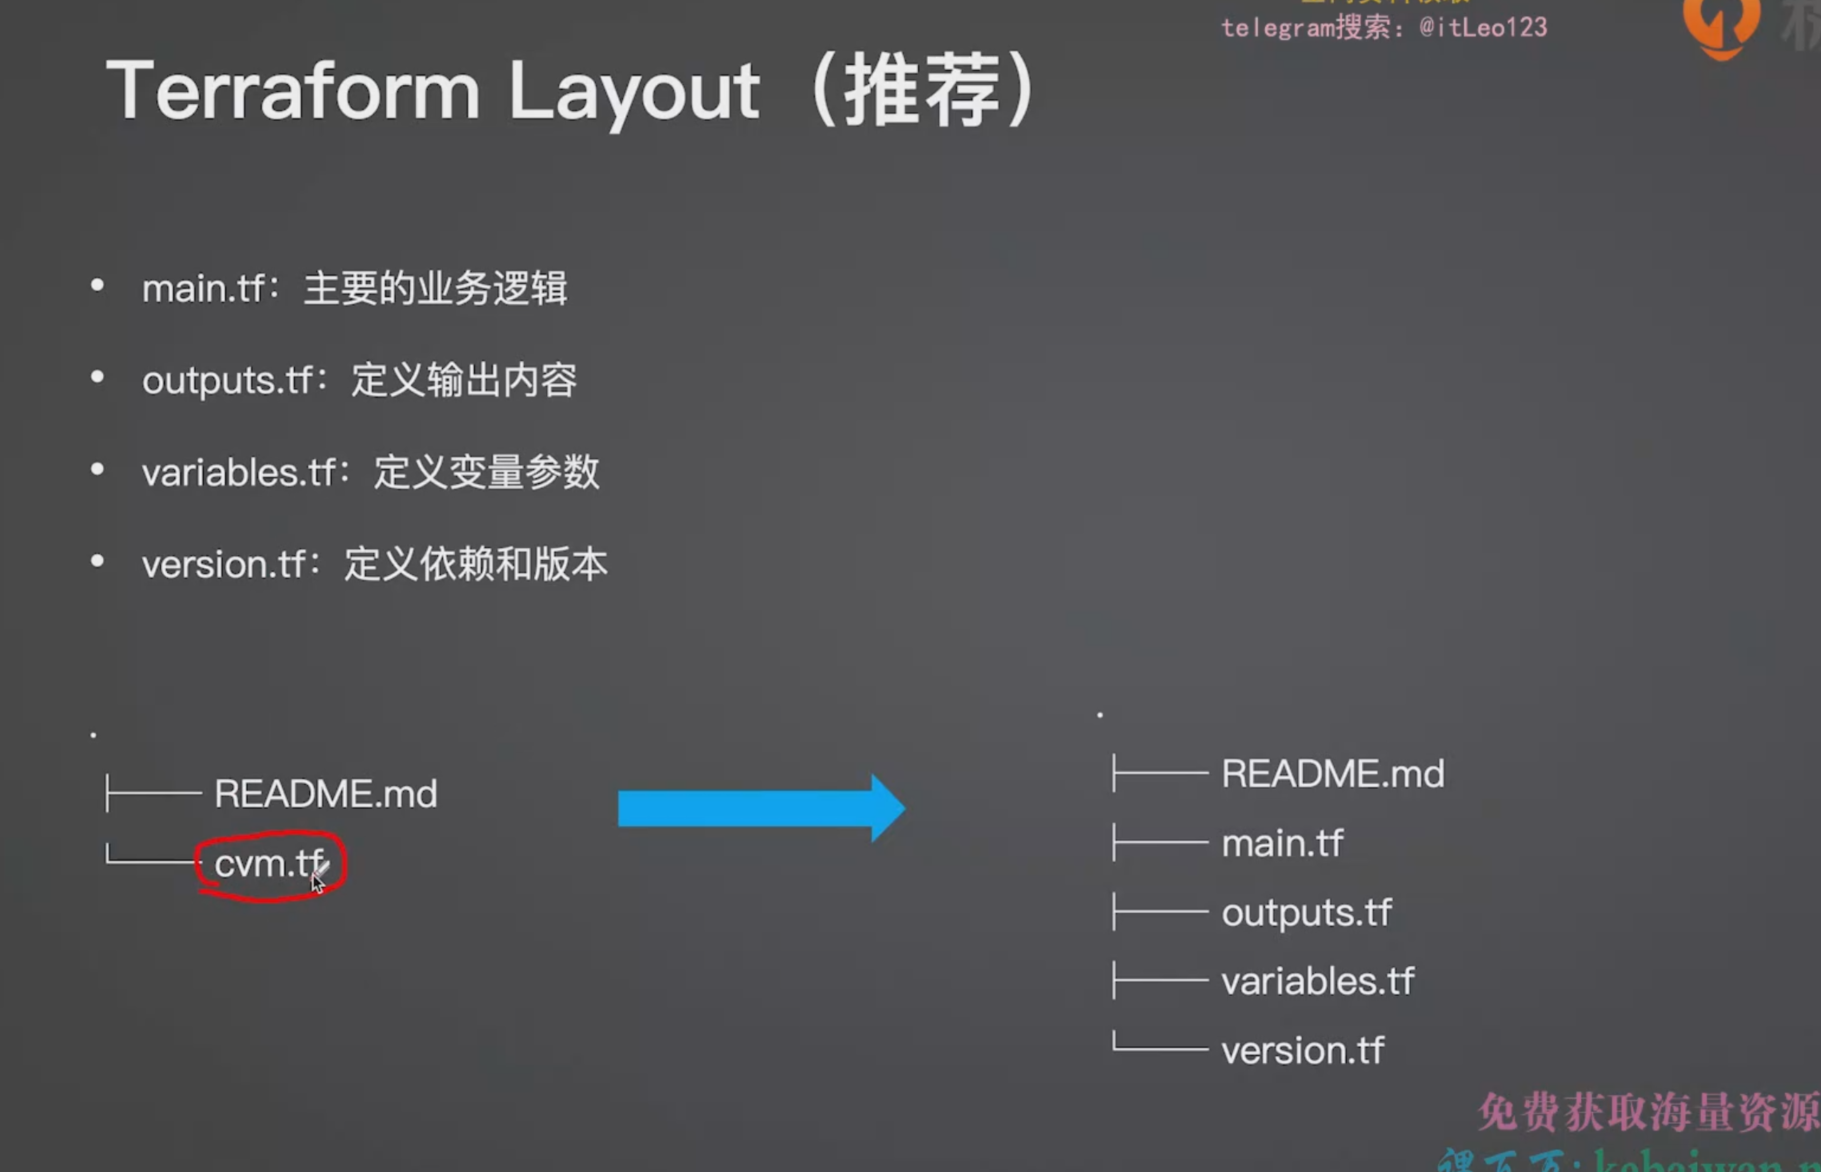 telegram搜索：@itLeo123
Terraform Layout（推荐）
• main.tf：主要的业务逻辑
• outputs.tf：定义输出内容
• variables.tf：定义变量参数
• version.tf：定义依赖和版本
.
├── README.md
└── cvm.tf
.
├── README.md
├── main.tf
├── outputs.tf
├── variables.tf
└── version.tf
免费获取海量资源